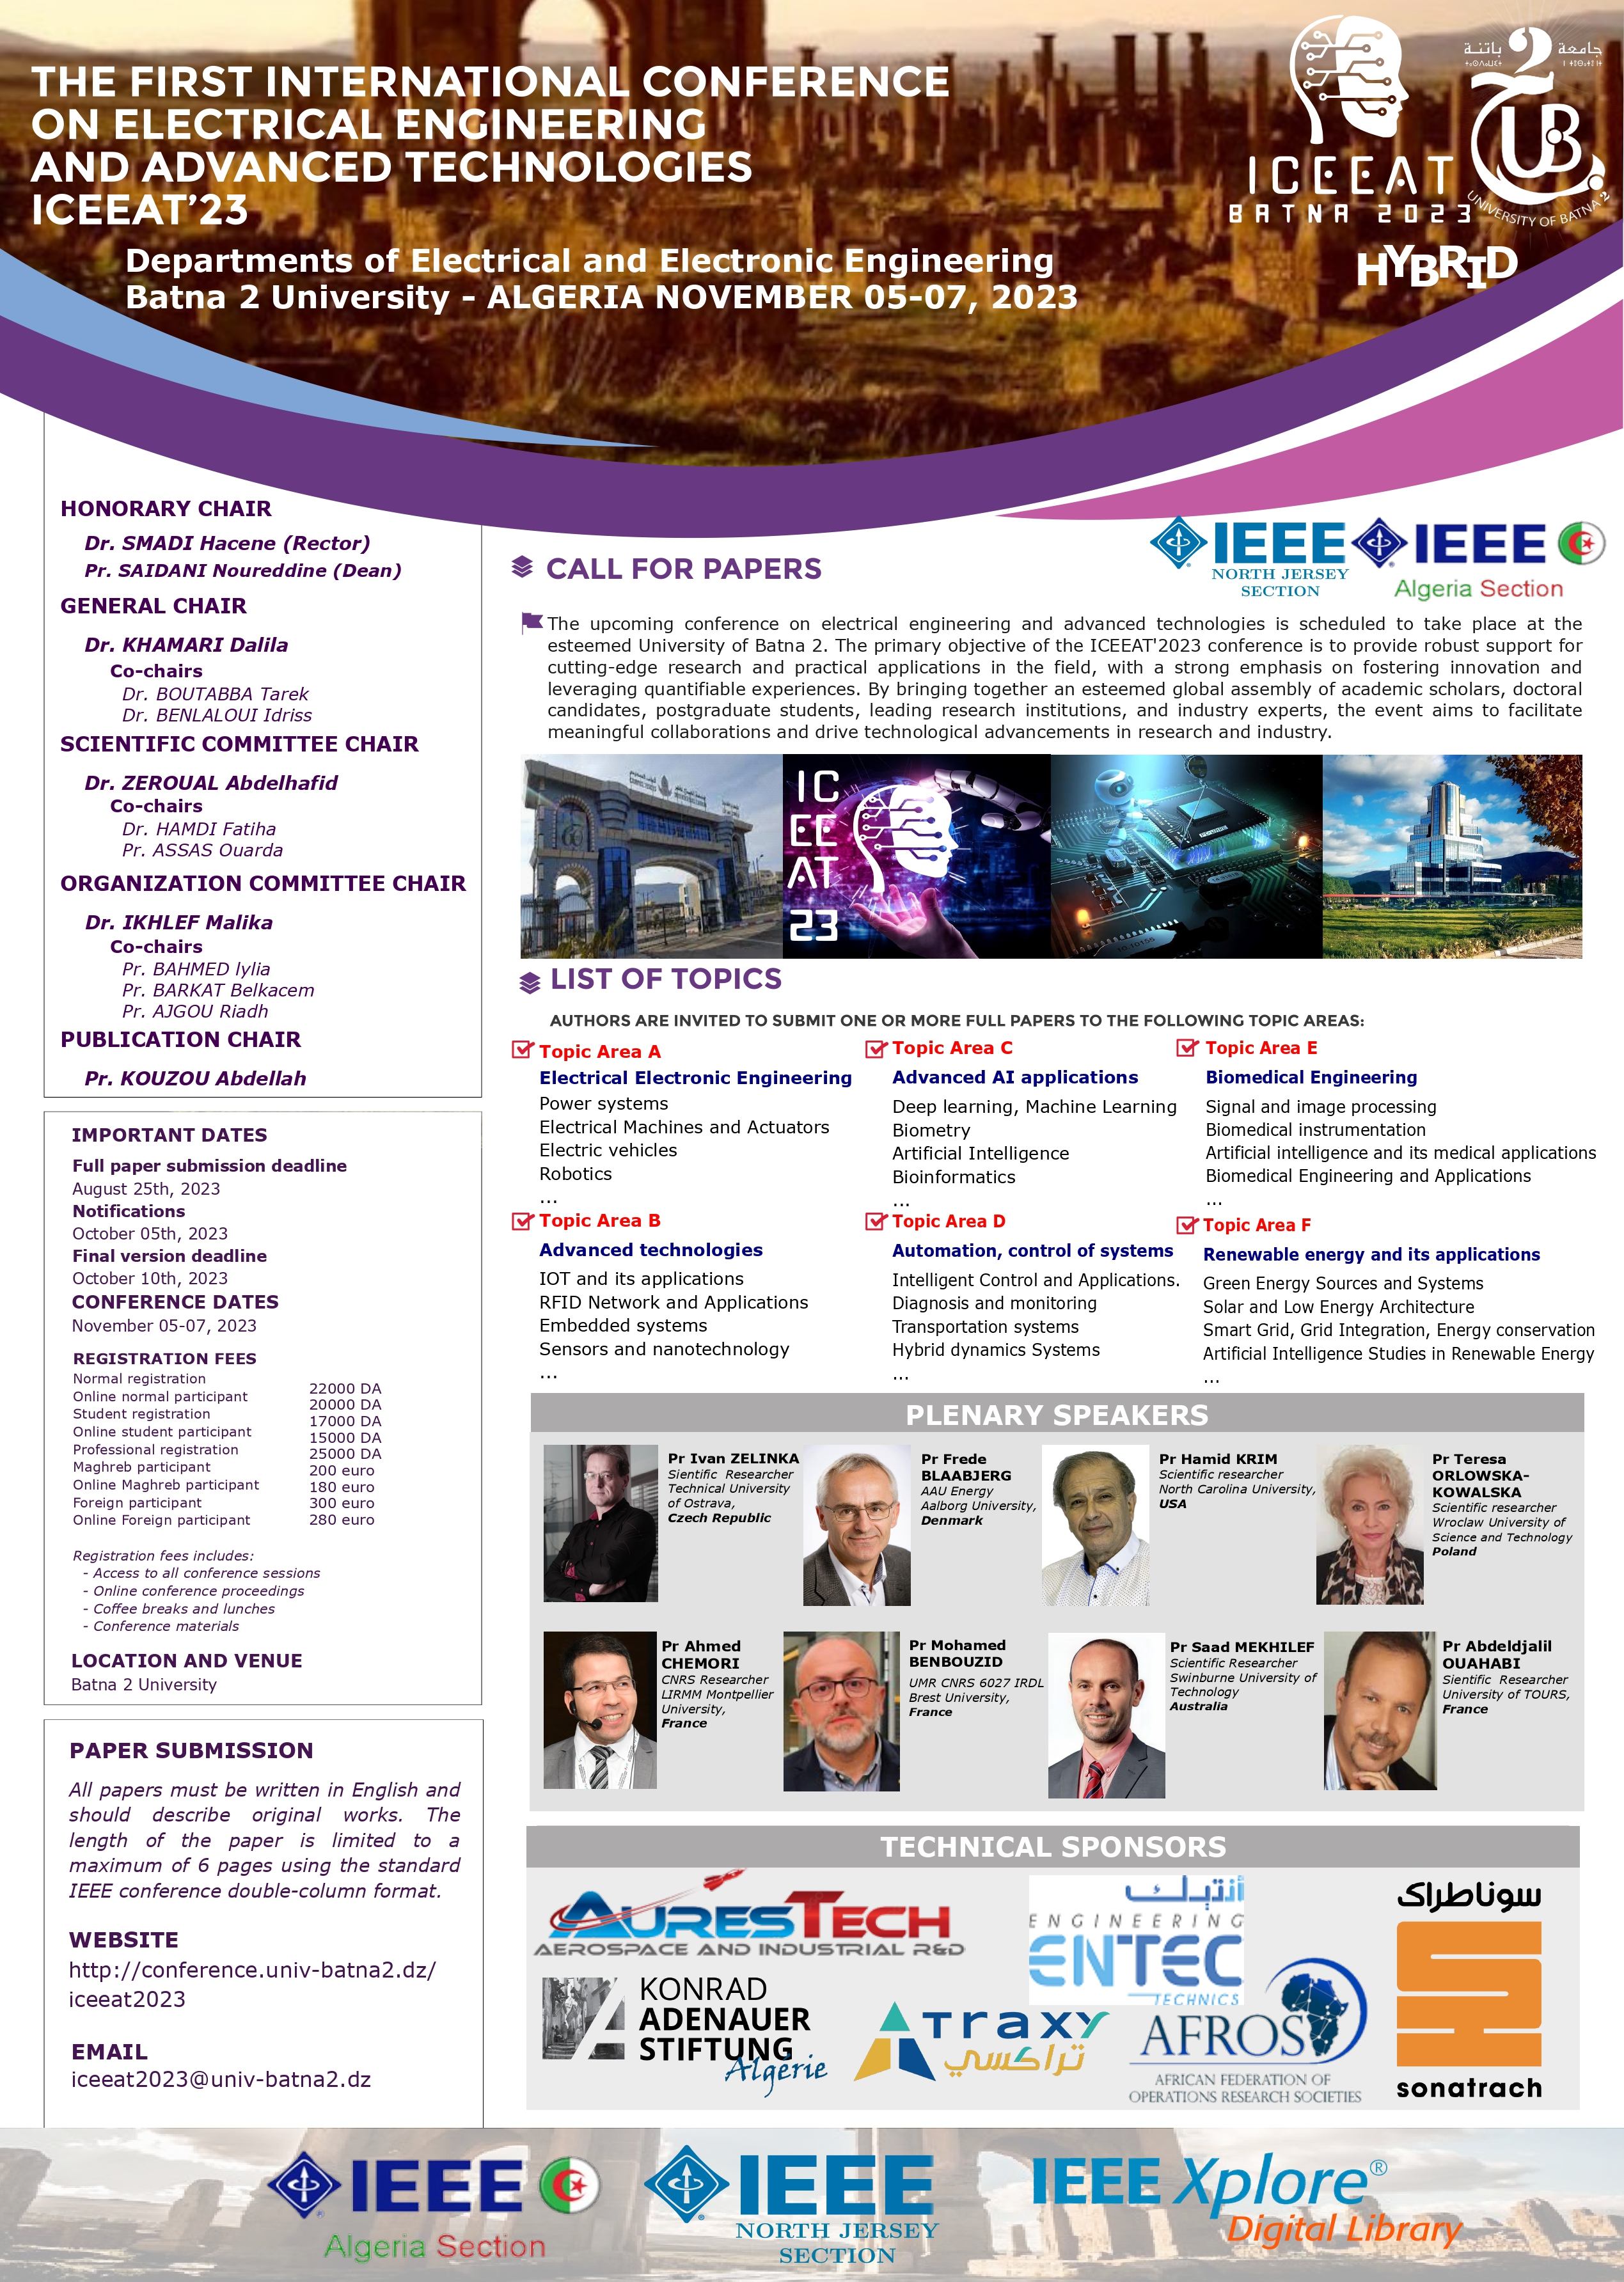 THE FIRST INTERNATIONAL CONFERENCE
ON ELECTRICAL ENGINEERING
AND ADVANCED TECHNOLOGIES
ICEEAT'23
Departments of Electrical and Electronic Engineering
Batna 2 University - ALGERIA NOVEMBER 05-07, 2023
ICEEAT
BATNA 2023
جامعة باتنة 2
UB
UNIVERSITY OF BATNA 2
HYBRID
HONORARY CHAIR
Dr. SMADI Hacene (Rector)
Pr. SAIDANI Noureddine (Dean)
GENERAL CHAIR
Dr. KHAMARI Dalila
Co-chairs
Dr. BOUTABBA Tarek
Dr. BENLALOUI Idriss
SCIENTIFIC COMMITTEE CHAIR
Dr. ZEROUAL Abdelhafid
Co-chairs
Dr. HAMDI Fatiha
Pr. ASSAS Ouarda
ORGANIZATION COMMITTEE CHAIR
Dr. IKHLEF Malika
Co-chairs
Pr. BAHMED lylia
Pr. BARKAT Belkacem
Pr. AJGOU Riadh
PUBLICATION CHAIR
Pr. KOUZOU Abdellah
IMPORTANT DATES
Full paper submission deadline
August 25th, 2023
Notifications
October 05th, 2023
Final version deadline
October 10th, 2023
CONFERENCE DATES
November 05-07, 2023
REGISTRATION FEES
Normal registration 22000 DA
Online normal participant 20000 DA
Student registration 17000 DA
Online student participant 15000 DA
Professional registration 25000 DA
Maghreb participant 200 euro
Online Maghreb participant 180 euro
Foreign participant 300 euro
Online Foreign participant 280 euro
Registration fees includes:
- Access to all conference sessions
- Online conference proceedings
- Coffee breaks and lunches
- Conference materials
LOCATION AND VENUE
Batna 2 University
PAPER SUBMISSION
All papers must be written in English and
should describe original works. The
length of the paper is limited to a
maximum of 6 pages using the standard
IEEE conference double-column format.
WEBSITE
http://conference.univ-batna2.dz/
iceeat2023
EMAIL
iceeat2023@univ-batna2.dz
CALL FOR PAPERS
IEEE
NORTH JERSEY
SECTION
IEEE
Algeria Section
The upcoming conference on electrical engineering and advanced technologies is scheduled to take place at the
esteemed University of Batna 2. The primary objective of the ICEEAT'2023 conference is to provide robust support for
cutting-edge research and practical applications in the field, with a strong emphasis on fostering innovation and
leveraging quantifiable experiences. By bringing together an esteemed global assembly of academic scholars, doctoral
candidates, postgraduate students, leading research institutions, and industry experts, the event aims to facilitate
meaningful collaborations and drive technological advancements in research and industry.
IC
EE
AT
23
LIST OF TOPICS
AUTHORS ARE INVITED TO SUBMIT ONE OR MORE FULL PAPERS TO THE FOLLOWING TOPIC AREAS:
Topic Area A
Electrical Electronic Engineering
Power systems
Electrical Machines and Actuators
Electric vehicles
Robotics
...
Topic Area B
Advanced technologies
IOT and its applications
RFID Network and Applications
Embedded systems
Sensors and nanotechnology
...
Topic Area C
Advanced AI applications
Deep learning, Machine Learning
Biometry
Artificial Intelligence
Bioinformatics
...
Topic Area D
Automation, control of systems
Intelligent Control and Applications.
Diagnosis and monitoring
Transportation systems
Hybrid dynamics Systems
...
Topic Area E
Biomedical Engineering
Signal and image processing
Biomedical instrumentation
Artificial intelligence and its medical applications
Biomedical Engineering and Applications
...
Topic Area F
Renewable energy and its applications
Green Energy Sources and Systems
Solar and Low Energy Architecture
Smart Grid, Grid Integration, Energy conservation
Artificial Intelligence Studies in Renewable Energy
...
PLENARY SPEAKERS
Pr Ivan ZELINKA
Sientific Researcher
Technical University
of Ostrava,
Czech Republic
Pr Frede
BLAABJERG
AAU Energy
Aalborg University,
Denmark
Pr Hamid KRIM
Scientific researcher
North Carolina University,
USA
Pr Teresa
ORLOWSKA-
KOWALSKA
Scientific researcher
Wroclaw University of
Science and Technology
Poland
Pr Ahmed
CHEMORI
CNRS Researcher
LIRMM Montpellier
University,
France
Pr Mohamed
BENBOUZID
UMR CNRS 6027 IRDL
Brest University,
France
Pr Saad MEKHILEF
Scientific Researcher
Swinburne University of
Technology
Australia
Pr Abdeldjalil
OUAHABI
Sientific Researcher
University of TOURS,
France
TECHNICAL SPONSORS
AURESTECH
AEROSPACE AND INDUSTRIAL R&D
أنتيك
ENGINEERING
ENTEC
TECHNICS
سوناطراك
sonatrach
KONRAD
ADENAUER
STIFTUNG
Algérie
Traxy
تراكسي
AFROS
AFRICAN FEDERATION OF
OPERATIONS RESEARCH SOCIETIES
IEEE
Algeria Section
IEEE
NORTH JERSEY
SECTION
IEEE Xplore®
Digital Library